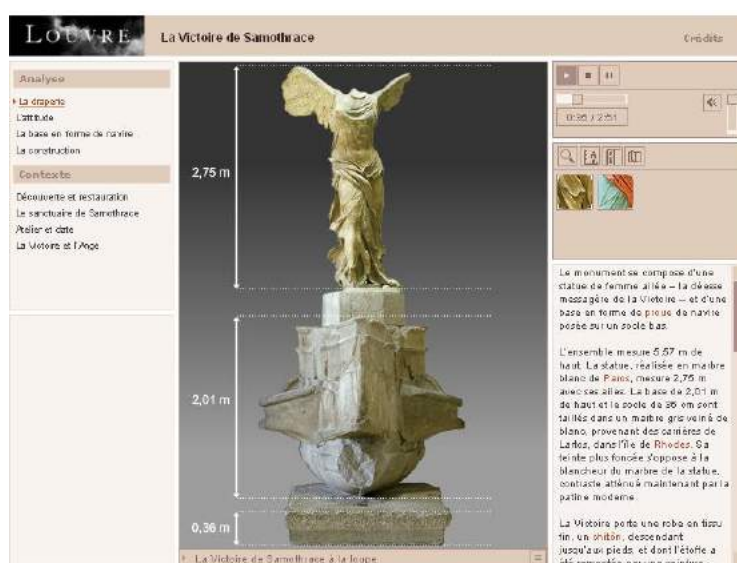 LOUVRE
La Victoire de Samothrace
Crédits
Analyse
La draperie
L'attitude
La base en forme de navire
La construction
Contexte
Découverte et restauration
Le sanctuaire de Samothrace
Atelier et date
La Victoire et l'Ange
2,75 m
2,01 m
0,36 m
La Victoire de Samothrace à la loupe
2:51
Le monument se compose d'une
statue de femme ailée – la déesse
messagère de la Victoire – et d'une
base en forme de proue de navire
posée sur un socle bas.
L'ensemble mesure 5,57 m de
haut. La statue, réalisée en marbre
blanc de Paros, mesure 2,75 m
avec ses ailes. La base de 2,01 m
de haut et le socle de 36 cm sont
taillés dans un marbre gris veiné de
blanc, provenant des carrières de
Lartos, dans l'île de Rhodes. Sa
teinte plus foncée s'oppose à la
blancheur du marbre de la statue,
contraste atténué maintenant par la
patine moderne.
La Victoire porte une robe en tissu
fin, un chitôn, descendant
jusqu'aux pieds, et dont l'étoffe a